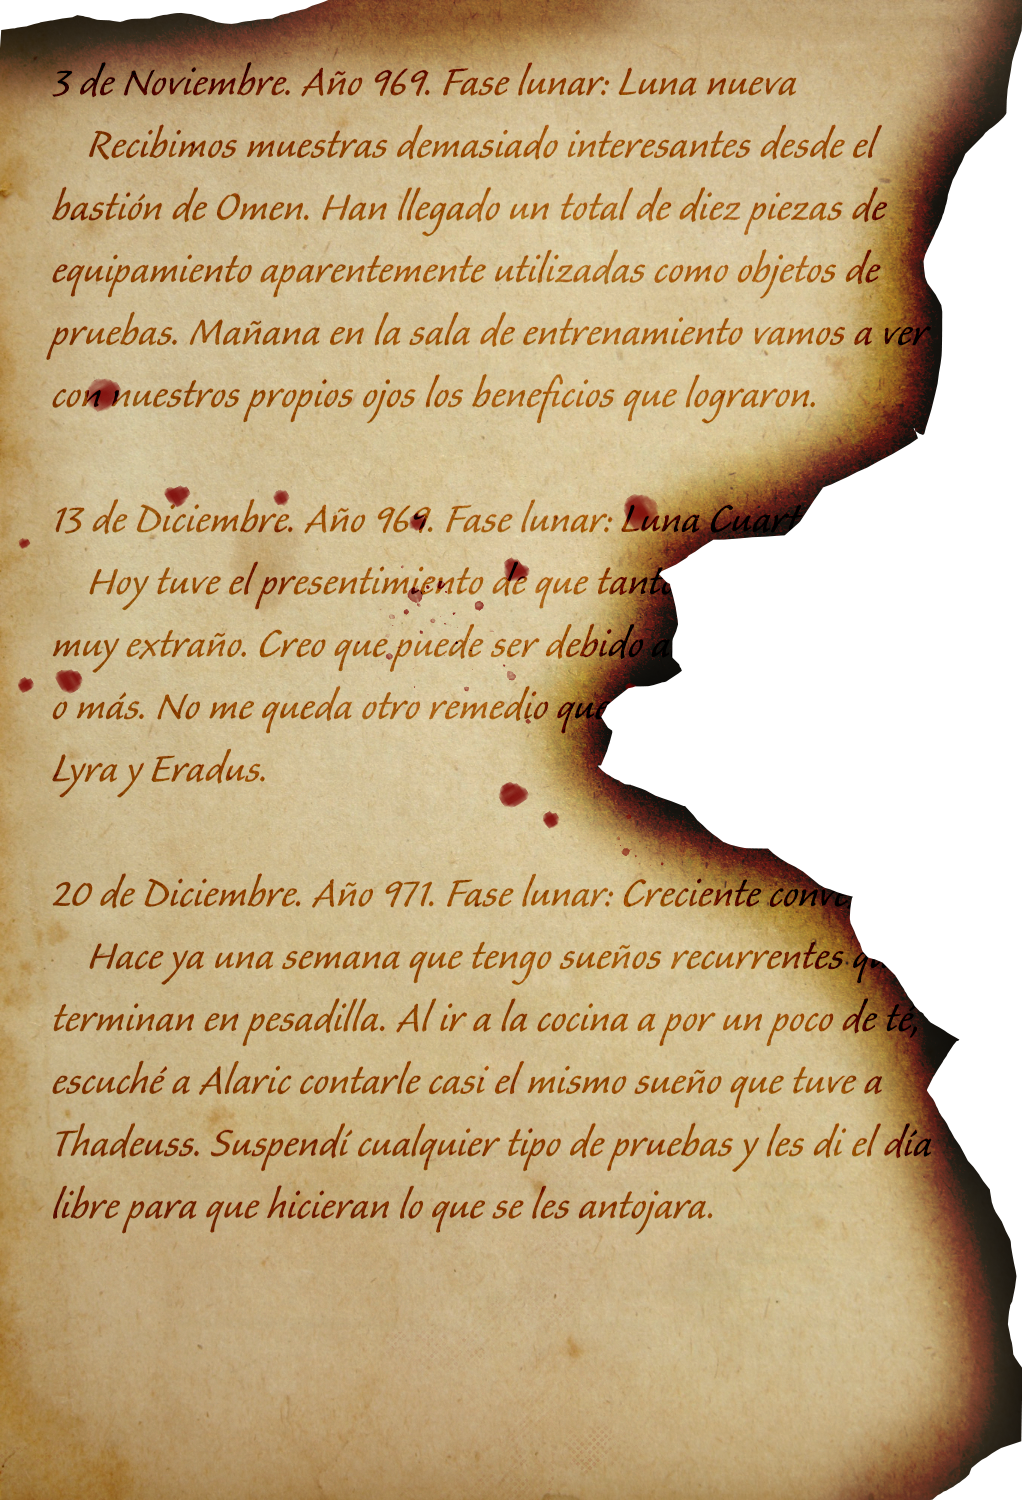 3 de Noviembre. Año 969. Fase lunar: Luna nueva
Recibimos muestras demasiado interesantes desde el
bastión de Omen. Han llegado un total de diez piezas de
equipamiento aparentemente utilizadas como objetos de
pruebas. Mañana en la sala de entrenamiento vamos a ver
con nuestros propios ojos los beneficios que lograron.
13 de Diciembre. Año 969. Fase lunar: Luna
Hoy tuve el presentimiento de que
muy extraño. Creo que puede ser debido a
o más. No me queda otro remedio que
Lyra y Eradus.
20 de Diciembre. Año 971. Fase lunar: Creciente
Hace ya una semana que tengo sueños recurrentes
terminan en pesadilla. Al ir a la cocina a por un poco de té,
escuché a Alaric contarle casi el mismo sueño que tuve a
Thadeuss. Suspendí cualquier tipo de pruebas y les di el día
libre para que hicieran lo que se les antojara.